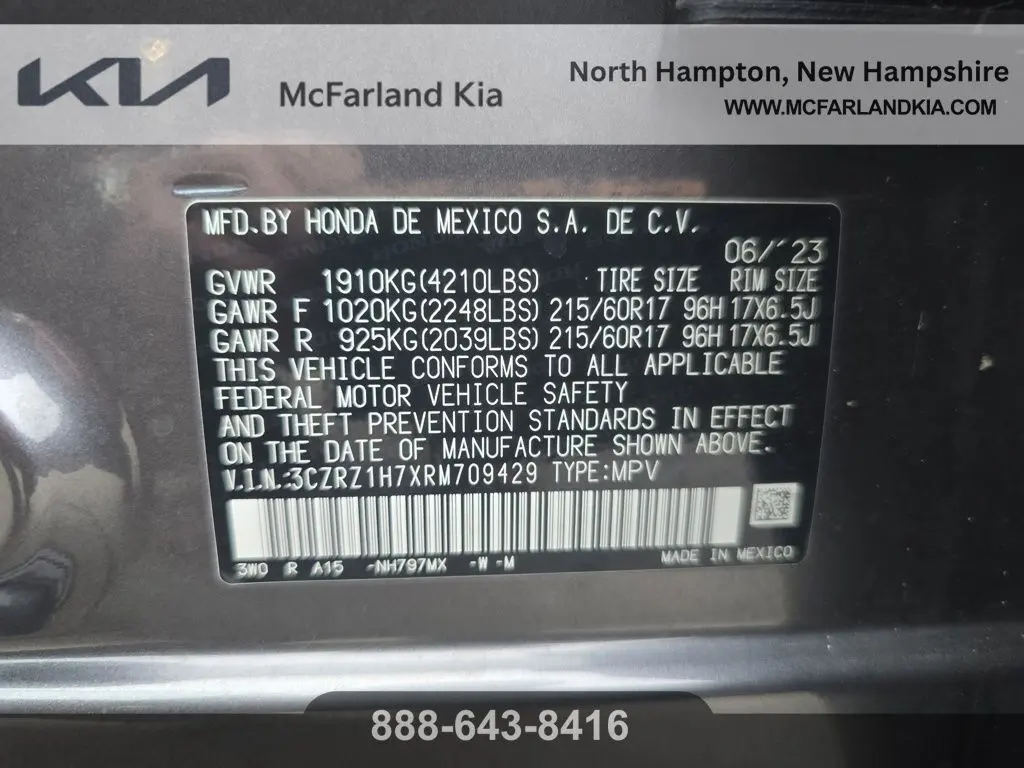 KIA McFarland Kia
North Hampton, New Hampshire
WWW.MCFARLANDKIA.COM
MFD.BY HONDA DE MEXICO S.A. DE C.V.
06/'23
GVWR 1910KG(4210LBS) TIRE SIZE RIM SIZE
GAWR F 1020KG(2248LBS) 215/60R17 96H 17X6.5J
GAWR R 925KG(2039LBS) 215/60R17 96H 17X6.5J
THIS VEHICLE CONFORMS TO ALL APPLICABLE
FEDERAL MOTOR VEHICLE SAFETY
AND THEFT PREVENTION STANDARDS IN EFFECT
ON THE DATE OF MANUFACTURE SHOWN ABOVE.
V.I.N.:3CZRZ1H7XRM709429 TYPE:MPV
3W0 R A15 -NH797MX -W -M MADE IN MEXICO
888-643-8416